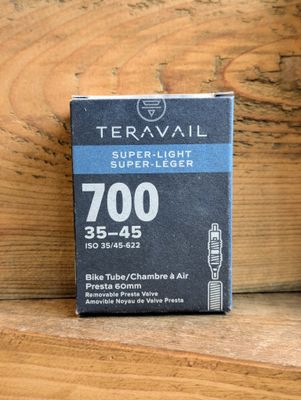 TERAVAIL
SUPER-LIGHT
SUPER-LÉGER
700
35–45
ISO 35/45-622
Bike Tube/Chambre à Air
Presta 60mm
Removable Presta Valve
Amovible Noyau de Valve Presta